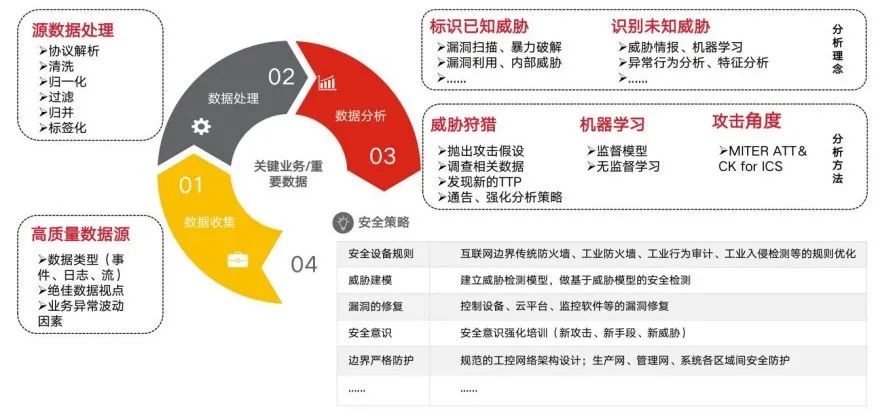 源数据处理
➢协议解析
➢清洗
➢归一化
➢过滤
➢归并
➢标签化
02
数据处理
数据分析
03
关键业务/重
要数据
01
数据收集
04
高质量数据源
➢数据类型（事
件、日志、流）
➢绝佳数据视点
➢业务异常波动
因素
标识已知威胁
➢漏洞扫描、暴力破解
➢漏洞利用、内部威胁
➢......
识别未知威胁
➢威胁情报、机器学习
➢异常行为分析、特征分析
➢......
分析理念
威胁狩猎
➢抛出攻击假设
➢调查相关数据
➢发现新的TTP
➢通告、强化分析策略
机器学习
➢监督模型
➢无监督学习
攻击角度
➢MITER ATT&
CK for ICS
分析方法
安全策略
安全设备规则 互联网边界传统防火墙、工业防火墙、工业行为审计、工业入侵检测等的规则优化
威胁建模 建立威胁检测模型，做基于威胁模型的安全检测
漏洞的修复 控制设备、云平台、监控软件等的漏洞修复
安全意识 安全意识强化培训（新攻击、新手段、新威胁）
边界严格防护 规范的工控网络架构设计；生产网、管理网、系统各区域间安全防护
...... ......